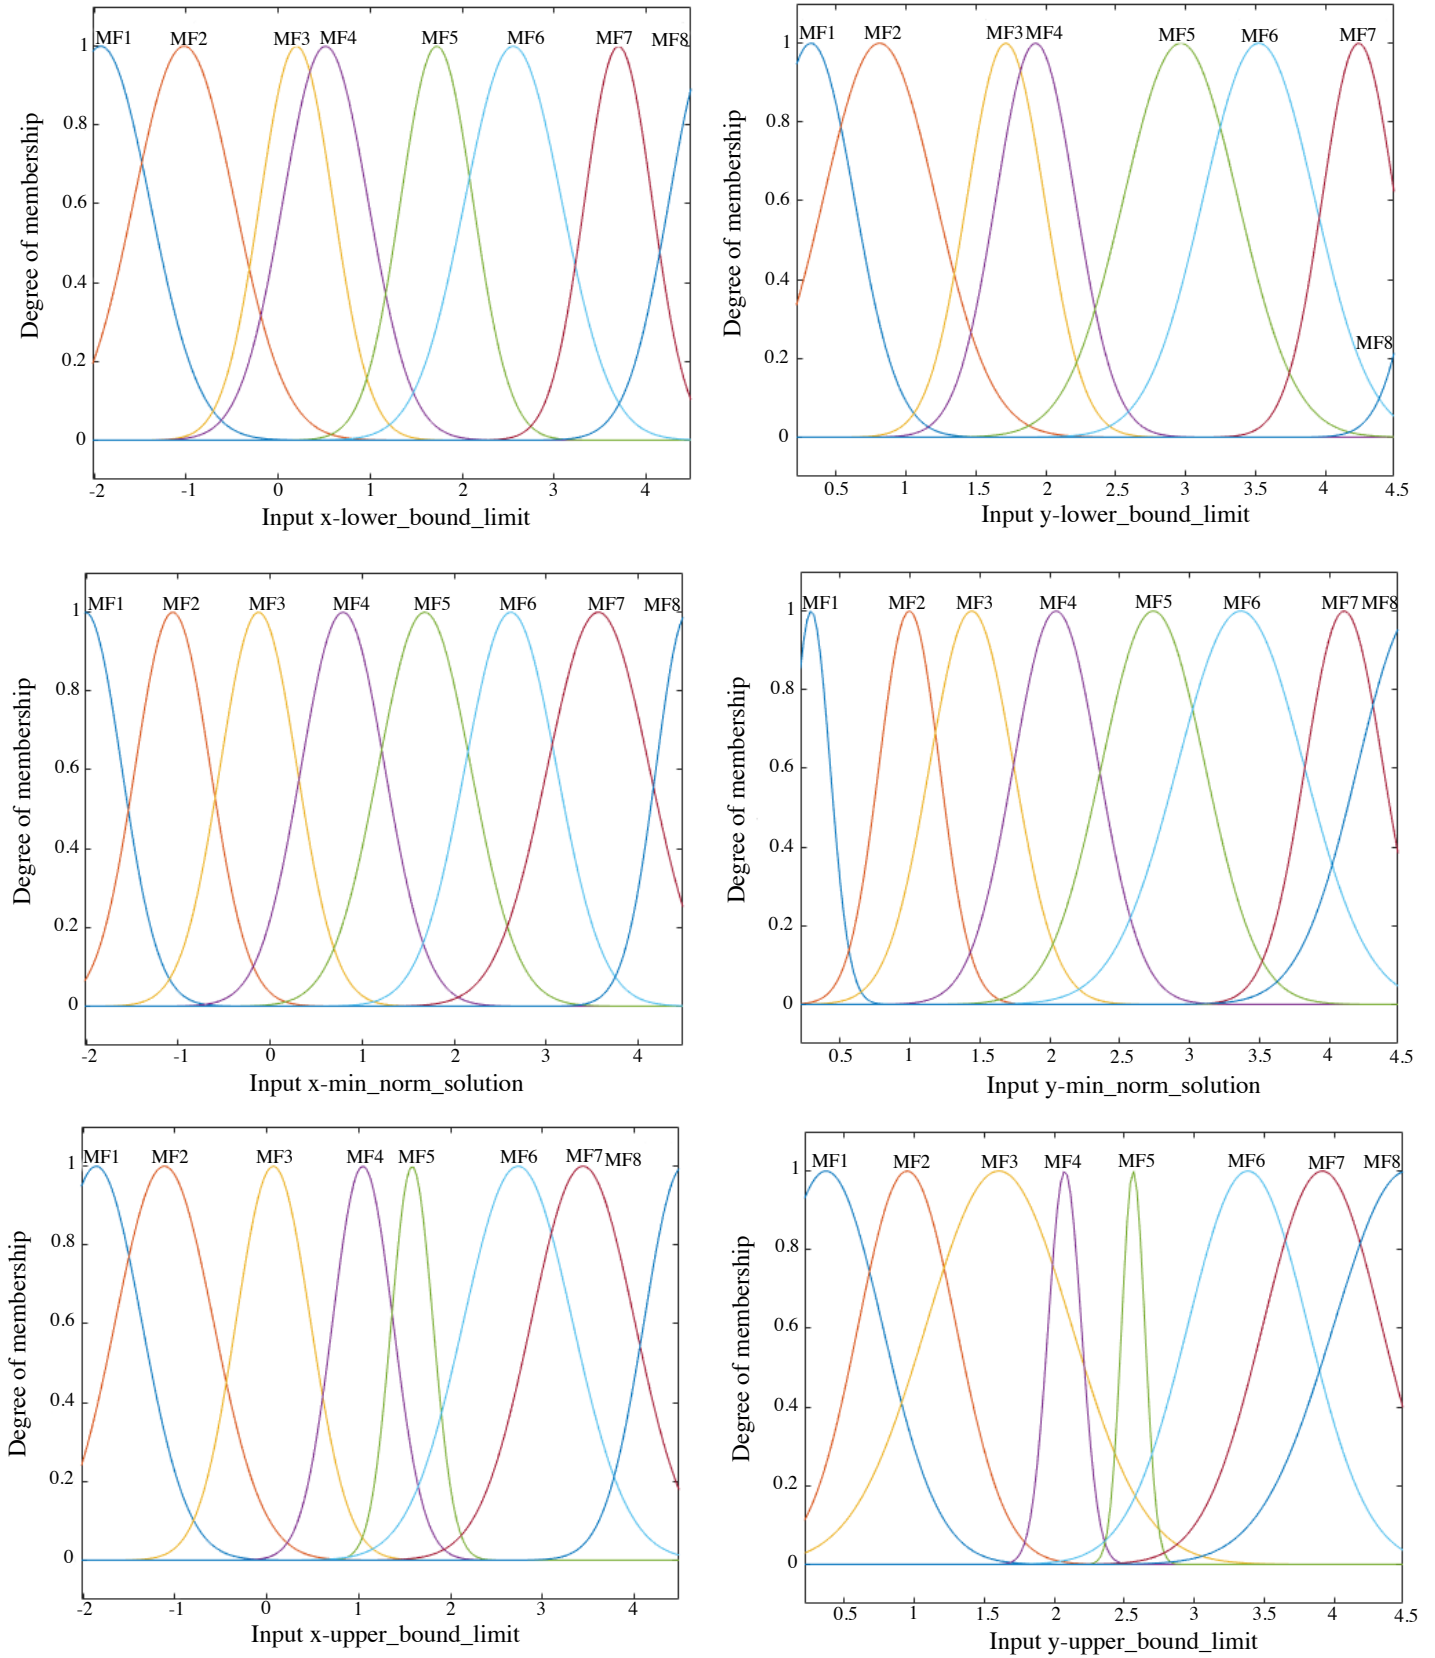 MF1 MF2 MF3 MF4 MF5 MF6 MF7 MF8
1
0.8
0.6
0.4
0.2
0
Degree of membership
-2 -1 0 1 2 3 4
Input x-lower_bound_limit
MF1 MF2 MF3 MF4 MF5 MF6 MF7
1
0.8
0.6
0.4
MF8
0.2
0
Degree of membership
0.5 1 1.5 2 2.5 3 3.5 4 4.5
Input y-lower_bound_limit
MF1 MF2 MF3 MF4 MF5 MF6 MF7 MF8
1
0.8
0.6
0.4
0.2
0
Degree of membership
-2 -1 0 1 2 3 4
Input x-min_norm_solution
MF1 MF2 MF3 MF4 MF5 MF6 MF7 MF8
1
0.8
0.6
0.4
0.2
0
Degree of membership
0.5 1 1.5 2 2.5 3 3.5 4 4.5
Input y-min_norm_solution
MF1 MF2 MF3 MF4 MF5 MF6 MF7 MF8
1
0.8
0.6
0.4
0.2
0
Degree of membership
-2 -1 0 1 2 3 4
Input x-upper_bound_limit
MF1 MF2 MF3 MF4 MF5 MF6 MF7 MF8
1
0.8
0.6
0.4
0.2
0
Degree of membership
0.5 1 1.5 2 2.5 3 3.5 4 4.5
Input y-upper_bound_limit